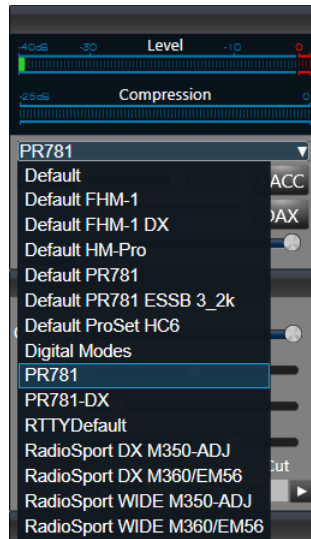 -40dB -30 Level -10 0
-25dB Compression 0
PR781
Default
ACC
Default FHM-1
Default FHM-1 DX
DAX
Default HM-Pro
Default PR781
Default PR781 ESSB 3_2k
Default ProSet HC6
Digital Modes
PR781
PR781-DX
RTTYDefault
RadioSport DX M350-ADJ
Cut
RadioSport DX M360/EM56
RadioSport WIDE M350-ADJ
RadioSport WIDE M360/EM56